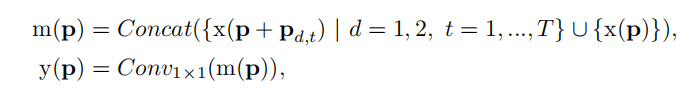 m(p) = Concat({x(p + p_{d,t}) | d = 1, 2, t = 1, ..., T} ∪ {x(p)}),
y(p) = Conv_{1×1}(m(p)),